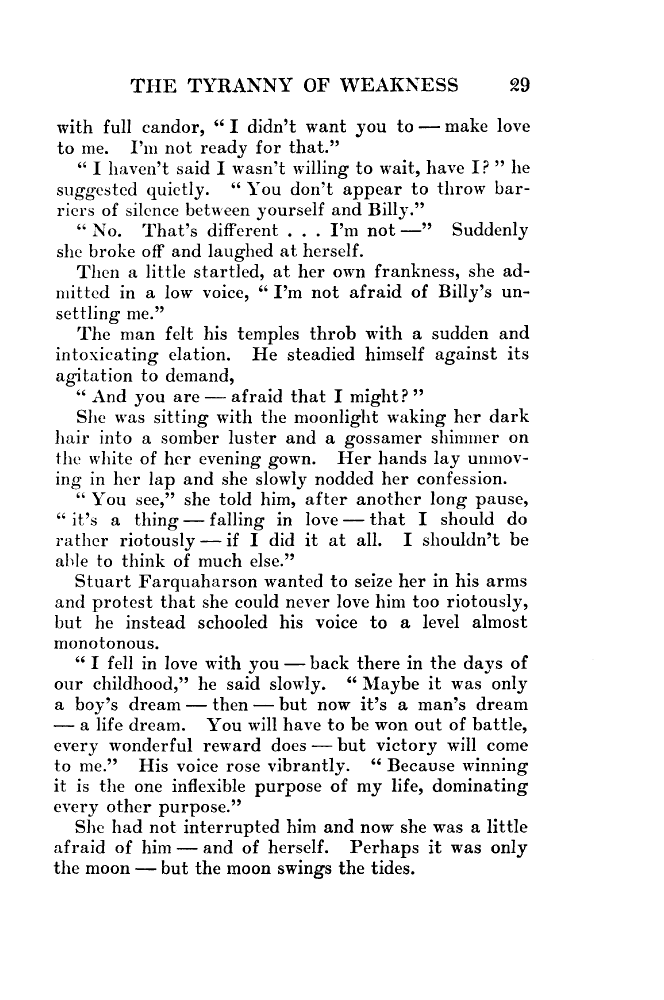 THE TYRANNY OF WEAKNESS 29
with full candor, “ I didn't want you to — make love
to me. I'm not ready for that.”
“ I haven't said I wasn't willing to wait, have I? ” he
suggested quietly. “ You don't appear to throw bar-
riers of silence between yourself and Billy.”
“ No. That's different . . . I'm not —” Suddenly
she broke off and laughed at herself.
Then a little startled, at her own frankness, she ad-
mitted in a low voice, “ I'm not afraid of Billy's un-
settling me.”
The man felt his temples throb with a sudden and
intoxicating elation. He steadied himself against its
agitation to demand,
“ And you are — afraid that I might? ”
She was sitting with the moonlight waking her dark
hair into a somber luster and a gossamer shimmer on
the white of her evening gown. Her hands lay unmov-
ing in her lap and she slowly nodded her confession.
“ You see,” she told him, after another long pause,
“ it's a thing — falling in love — that I should do
rather riotously — if I did it at all. I shouldn't be
able to think of much else.”
Stuart Farquaharson wanted to seize her in his arms
and protest that she could never love him too riotously,
but he instead schooled his voice to a level almost
monotonous.
“ I fell in love with you — back there in the days of
our childhood,” he said slowly. “ Maybe it was only
a boy's dream — then — but now it's a man's dream
— a life dream. You will have to be won out of battle,
every wonderful reward does — but victory will come
to me.” His voice rose vibrantly. “ Because winning
it is the one inflexible purpose of my life, dominating
every other purpose.”
She had not interrupted him and now she was a little
afraid of him — and of herself. Perhaps it was only
the moon — but the moon swings the tides.